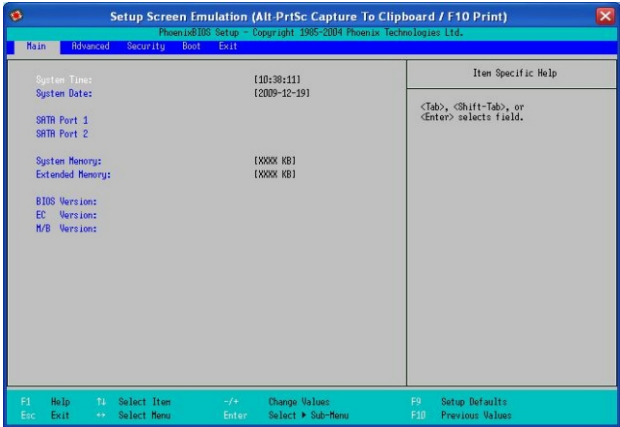 Setup Screen Emulation (Alt-PrtSc Capture To Clipboard / F10 Print)
PhoenixBIOS Setup - Copyright 1985-2004 Phoenix Technologies Ltd.
Main Advanced Security Boot Exit
Item Specific Help
System Time: [10:38:11]
System Date: [2009-12-19]
<Tab>, <Shift-Tab>, or
<Enter> selects field.
SATA Port 1
SATA Port 2
System Memory: [XXXX KB]
Extended Memory: [XXXX KB]
BIOS Version:
EC Version:
M/B Version:
F1 Help ↑↓ Select Item -/+ Change Values F9 Setup Defaults
Esc Exit ↔ Select Menu Enter Select ▶ Sub-Menu F10 Previous Values